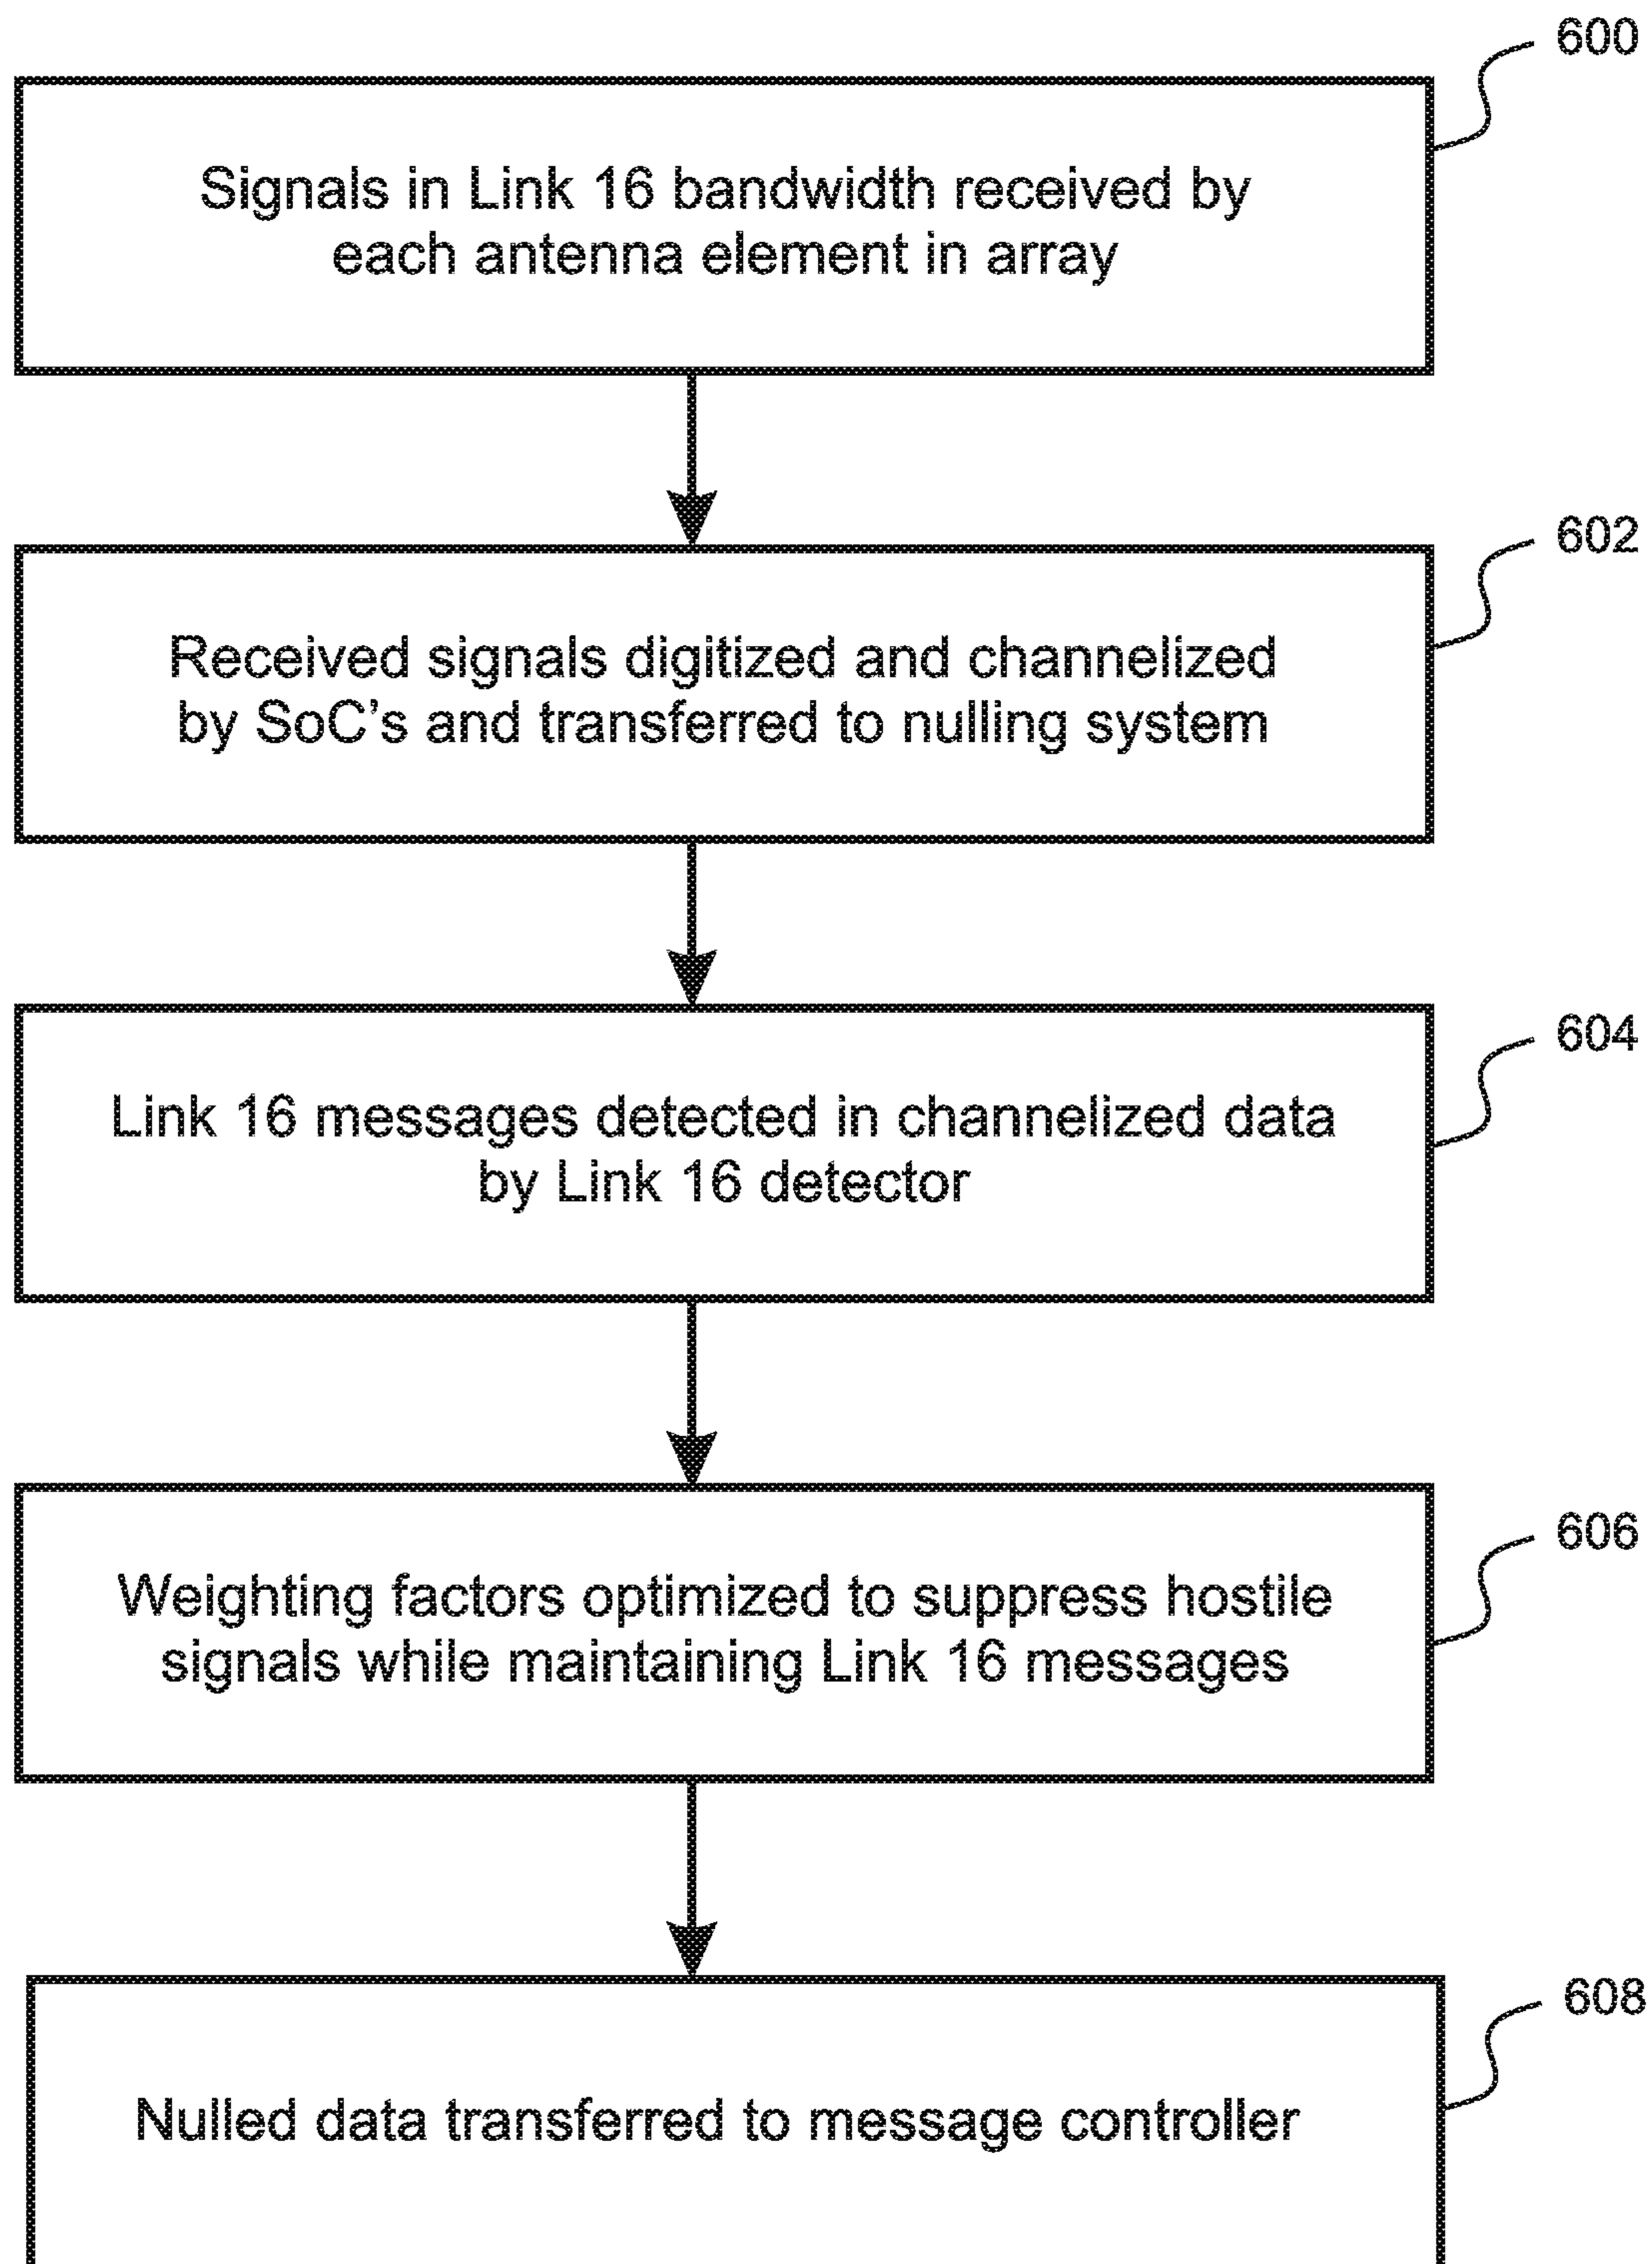 600
Signals in Link 16 bandwidth received by
each antenna element in array
602
Received signals digitized and channelized
by SoC's and transferred to nulling system
604
Link 16 messages detected in channelized data
by Link 16 detector
606
Weighting factors optimized to suppress hostile
signals while maintaining Link 16 messages
608
Nulled data transferred to message controller